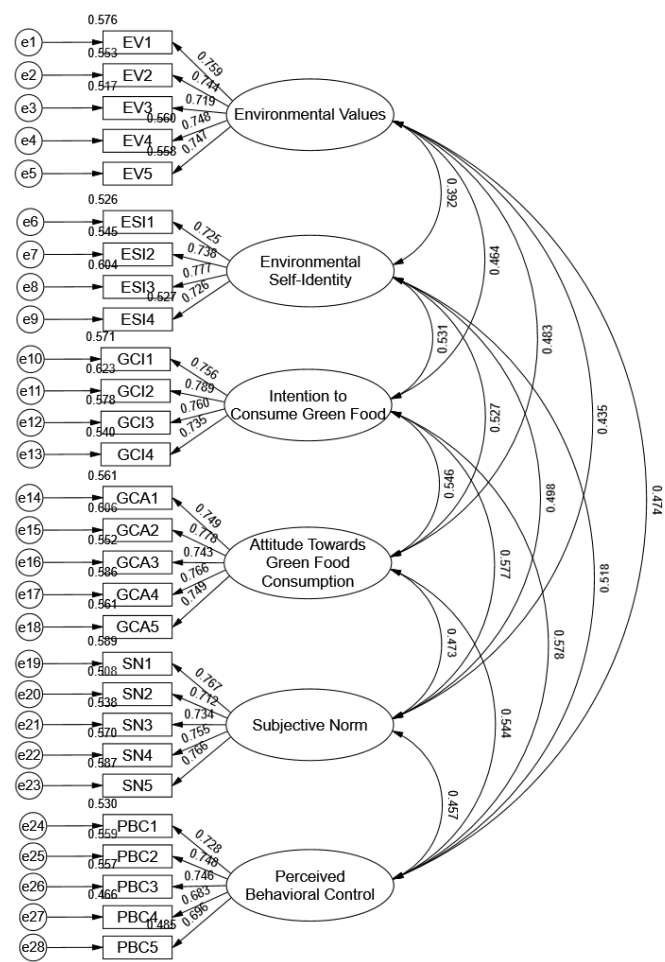 0.576
e1 EV1
0.759
0.553
e2 EV2
0.744
0.517
e3 EV3
0.719
Environmental Values
0.560
e4 EV4
0.748
0.558
e5 EV5
0.747
0.392
0.526
e6 ESI1
0.725
0.545
e7 ESI2
0.738
0.604
e8 ESI3
0.777
Environmental
Self-Identity
0.527
e9 ESI4
0.726
0.464
0.531
0.483
0.571
e10 GCI1
0.756
0.623
e11 GCI2
0.789
0.578
e12 GCI3
0.760
Intention to
Consume Green Food
0.540
e13 GCI4
0.735
0.527
0.435
0.546
0.498
0.474
0.561
e14 GCA1
0.749
0.606
e15 GCA2
0.778
0.552
e16 GCA3
0.743
Attitude Towards
Green Food
Consumption
0.586
e17 GCA4
0.766
0.561
e18 GCA5
0.749
0.577
0.518
0.473
0.578
0.589
e19 SN1
0.767
0.508
e20 SN2
0.712
0.538
e21 SN3
0.734
Subjective Norm
0.570
e22 SN4
0.755
0.587
e23 SN5
0.766
0.544
0.457
0.530
e24 PBC1
0.728
0.559
e25 PBC2
0.748
0.557
e26 PBC3
0.746
Perceived
Behavioral Control
0.466
e27 PBC4
0.683
0.485
e28 PBC5
0.696